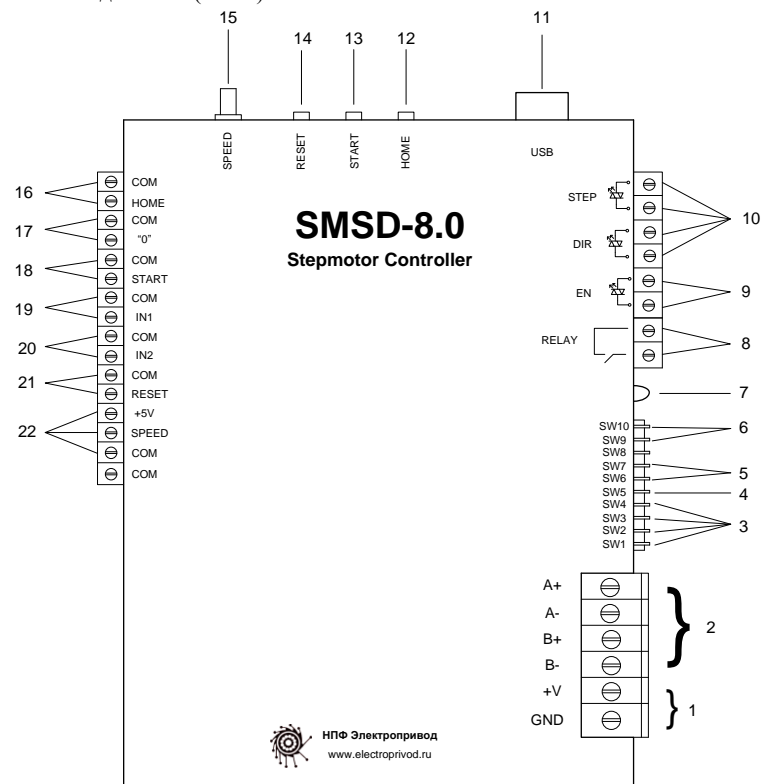 15
14
13
12
11
SPEED
RESET
START
HOME
USB
16
COM
HOME
17
COM
"0"
18
COM
START
19
COM
IN1
20
COM
IN2
21
COM
RESET
22
+5V
SPEED
COM
COM
SMSD-8.0
Stepmotor Controller
STEP
10
DIR
EN
9
RELAY
8
7
SW10
6
SW9
SW8
SW7
5
SW6
SW5
4
SW4
SW3
3
SW2
SW1
A+
A-
2
B+
B-
+V
1
GND
НПФ Электропривод
www.electroprivod.ru